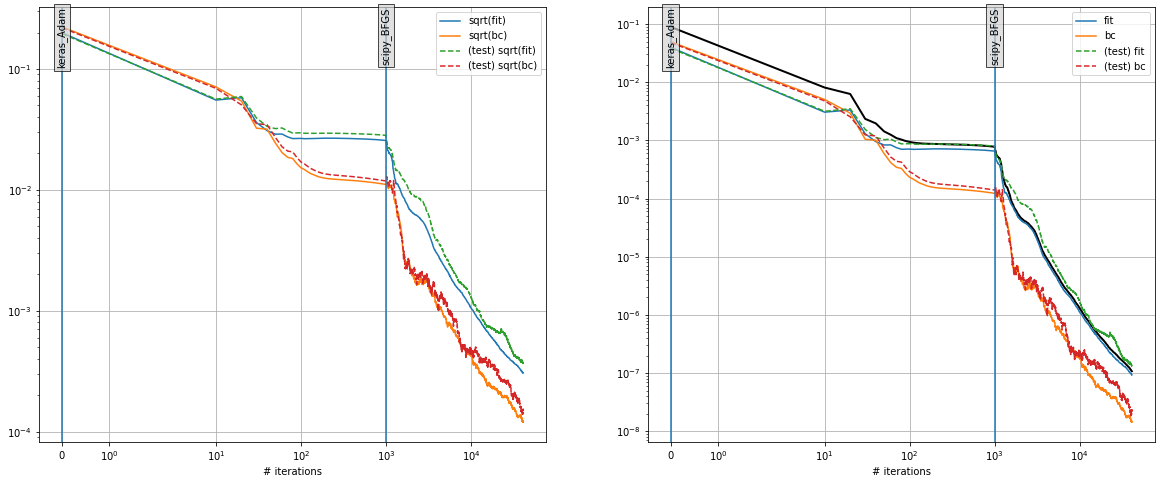 keras_Adam
scipy_BFGS
sqrt(fit)
sqrt(bc)
(test) sqrt(fit)
(test) sqrt(bc)
10⁻¹
10⁻²
10⁻³
10⁻⁴
0
10⁰
10¹
10²
10³
10⁴
# iterations
keras_Adam
scipy_BFGS
fit
bc
(test) fit
(test) bc
10⁻¹
10⁻²
10⁻³
10⁻⁴
10⁻⁵
10⁻⁶
10⁻⁷
10⁻⁸
0
10⁰
10¹
10²
10³
10⁴
# iterations